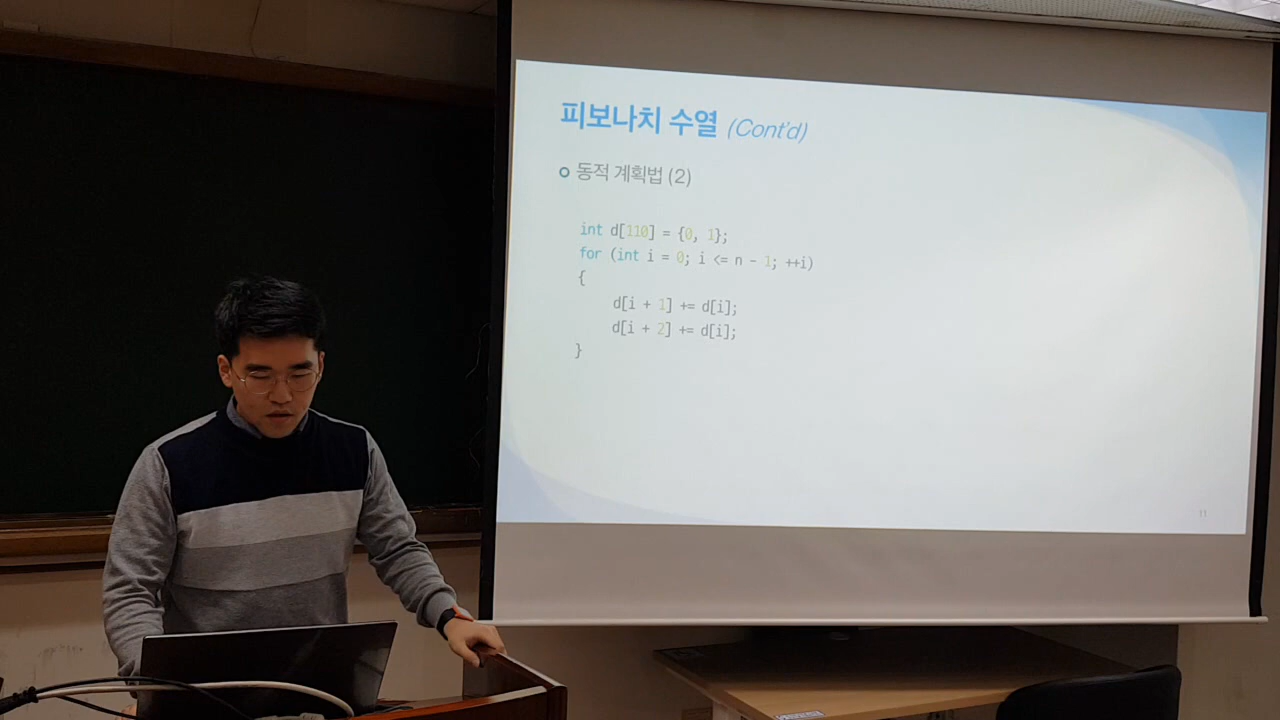 피보나치 수열 (Cont'd)
동적 계획법 (2)
int d[110] = {0, 1};
for (int i = 0; i <= n - 1; ++i)
{
d[i + 1] += d[i];
d[i + 2] += d[i];
}
11